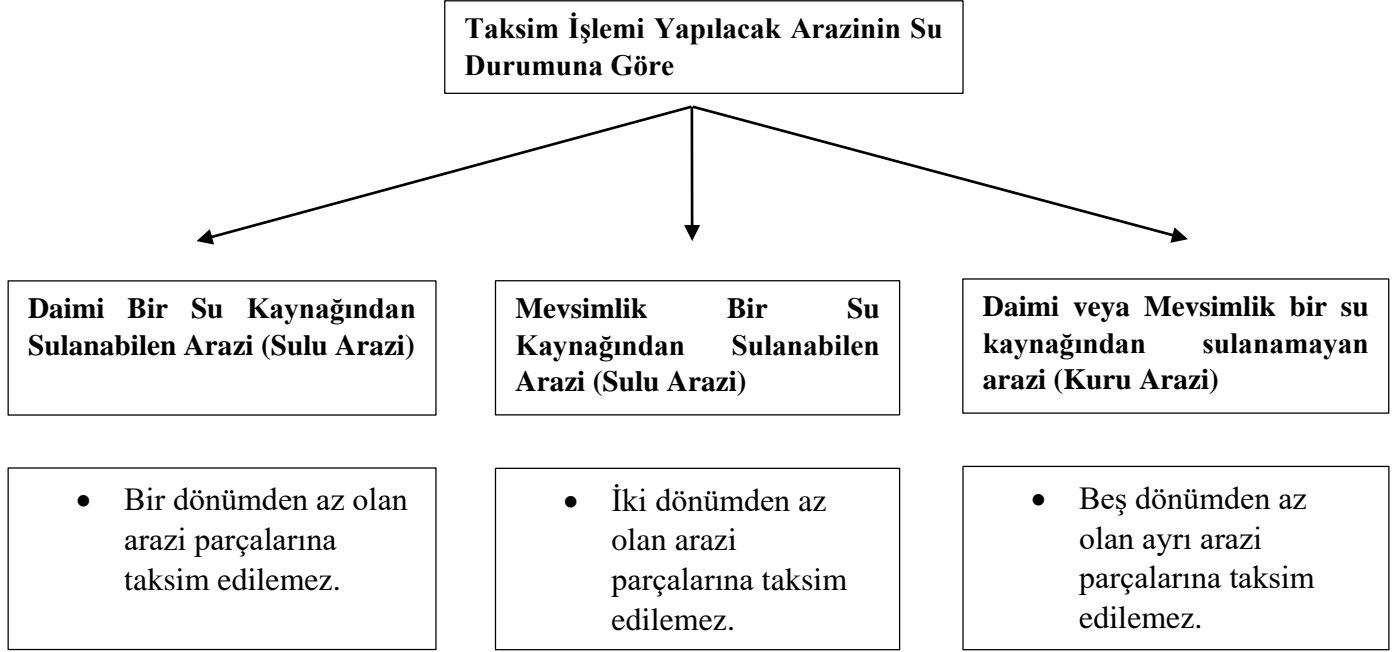 Taksim İşlemi Yapılacak Arazinin Su
Durumuna Göre
Daimi Bir Su Kaynağından
Sulanabilen Arazi (Sulu Arazi)
Mevsimlik Bir Su
Kaynağından Sulanabilen
Arazi (Sulu Arazi)
Daimi veya Mevsimlik bir su
kaynağından sulanamayan
arazi (Kuru Arazi)
• Bir dönümden az olan
arazi parçalarına
taksim edilemez.
• İki dönümden az
olan arazi
parçalarına taksim
edilemez.
• Beş dönümden az
olan ayrı arazi
parçalarına taksim
edilemez.